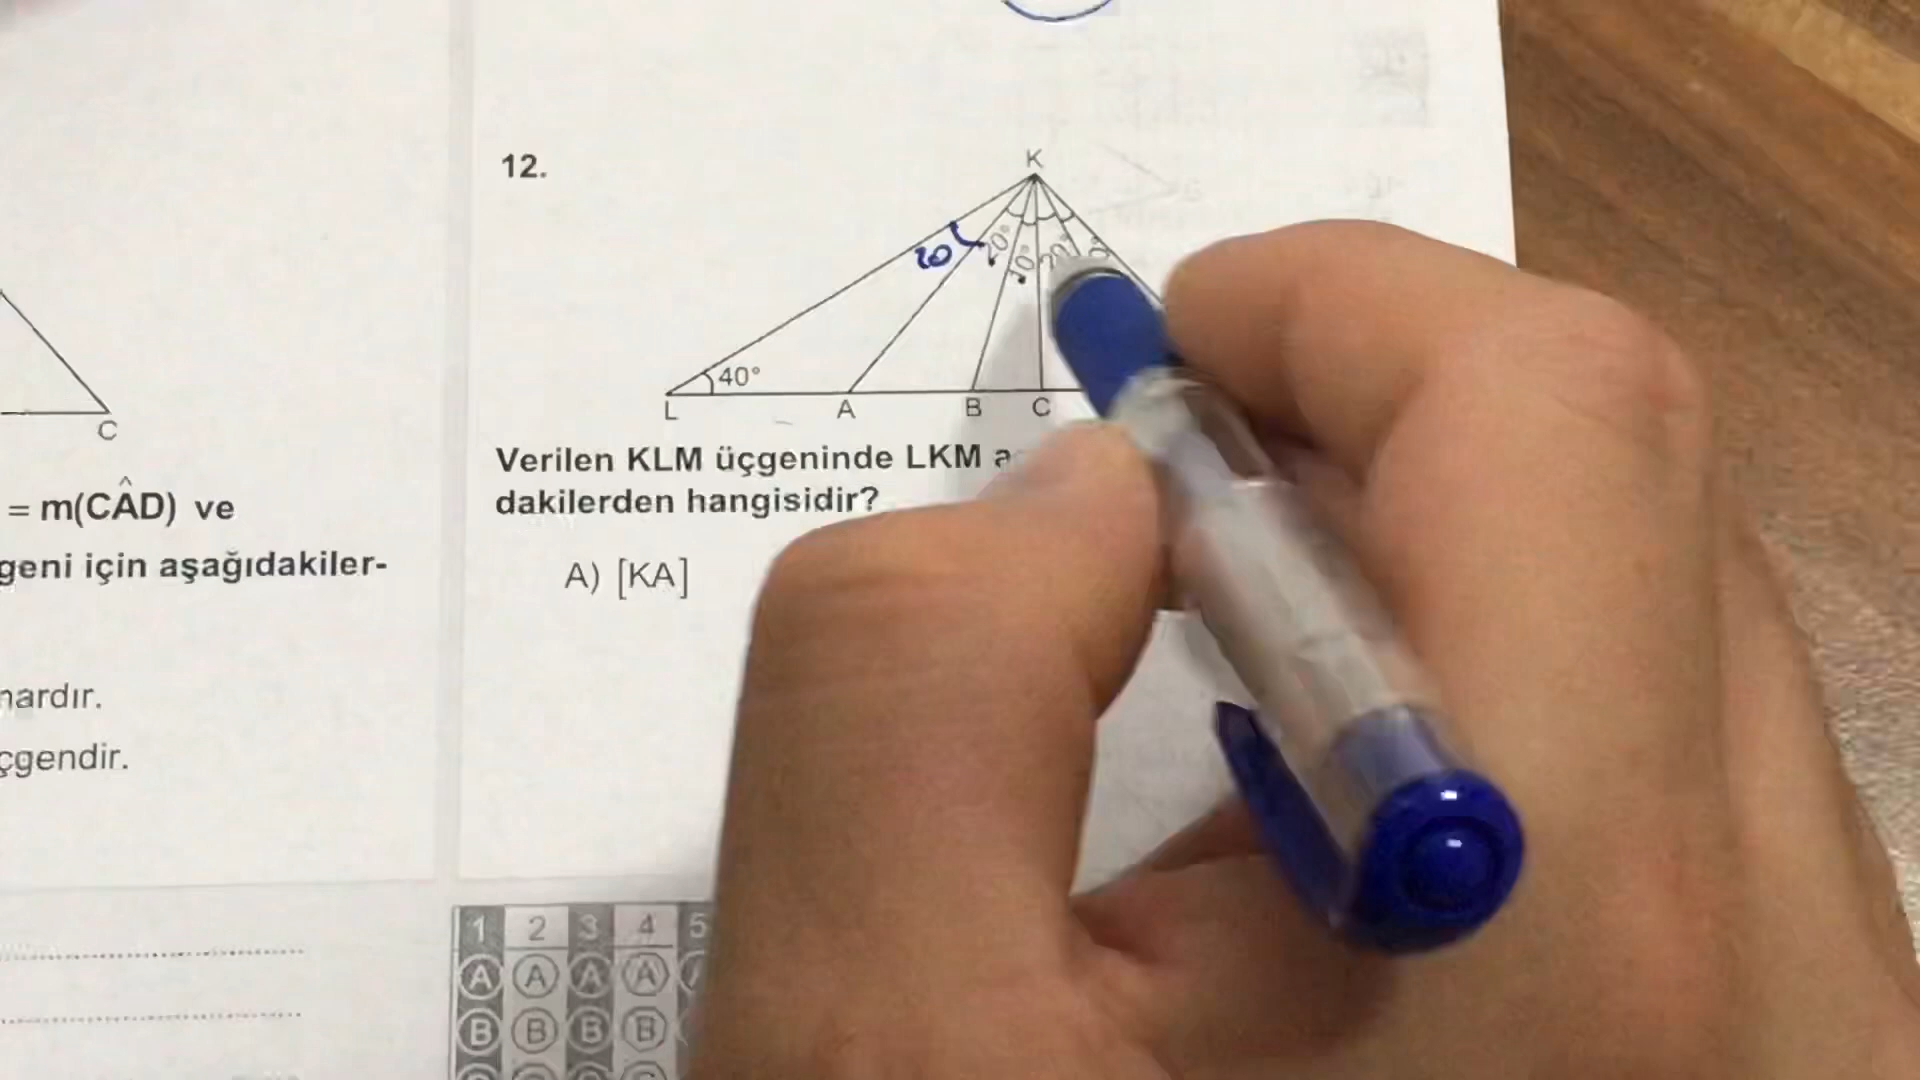 C
= m(CÂD) ve
geni için aşağıdakiler-
nardır.
çgendir.
12.
K
20°
10°
20°
40°
L
A
B
C
Verilen KLM üçgeninde LKM
dakilerden hangisidir?
A) [KA]
1 2 3 4 5
A A A A
B B B B